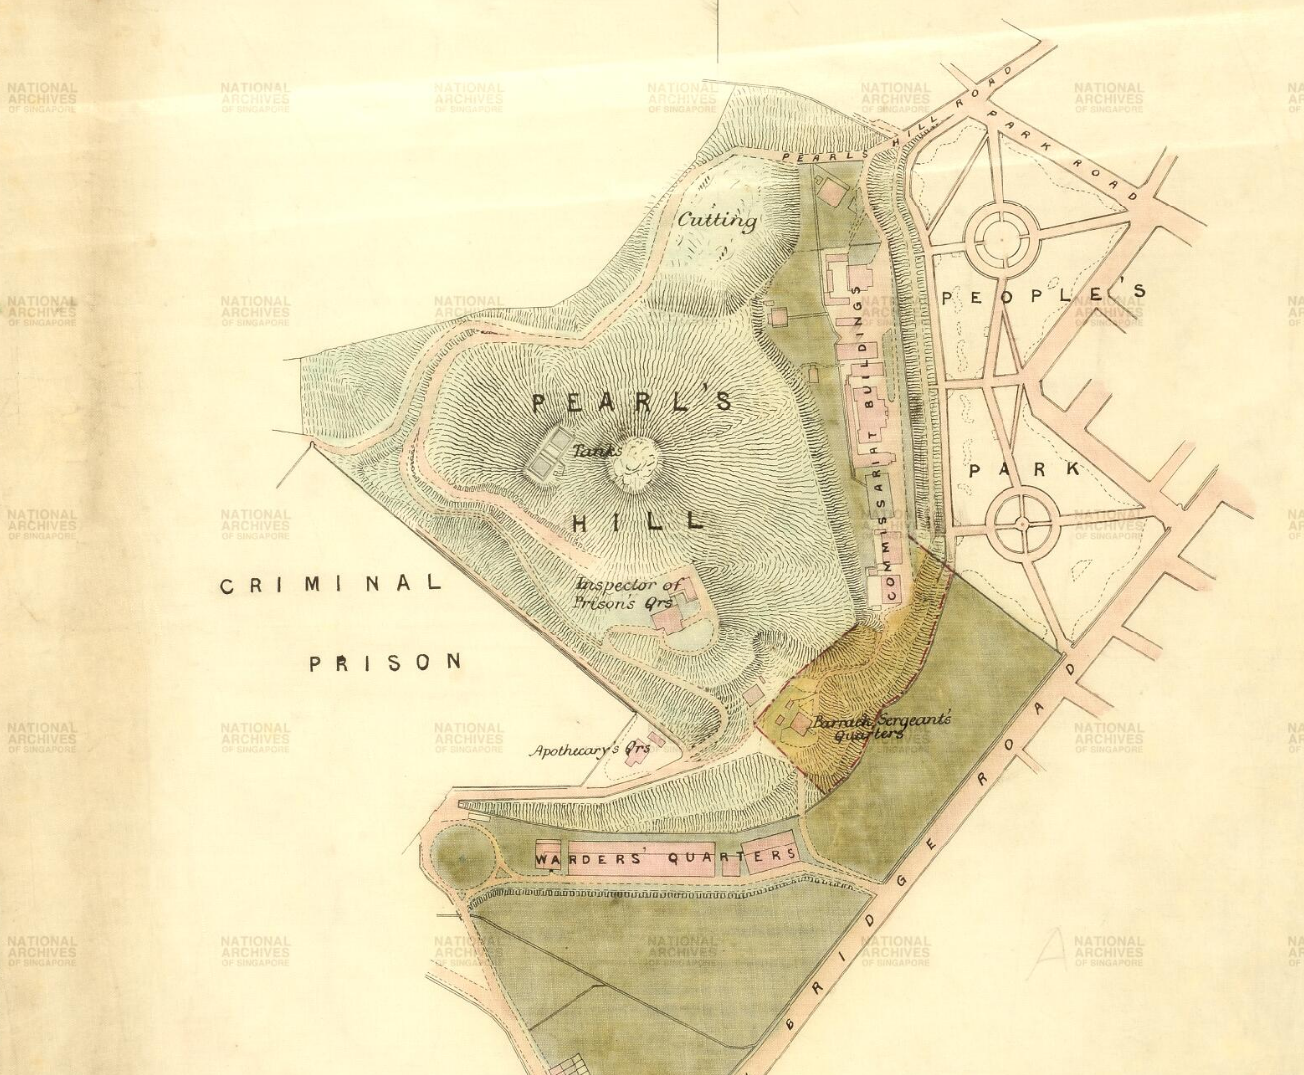 PEARLS HILL ROAD
PARK ROAD
Cutting
PEOPLE'S
PARK
PEARL'S
HILL
Tanks
COMMISSARIAT BUILDINGS
Inspector of
Prison's Qrs
CRIMINAL
PRISON
Barrack Sergeant's
Quarters
Apothecary's Qrs
WARDERS' QUARTERS
BRIDGE ROAD
A
NATIONAL
ARCHIVES
OF SINGAPORE